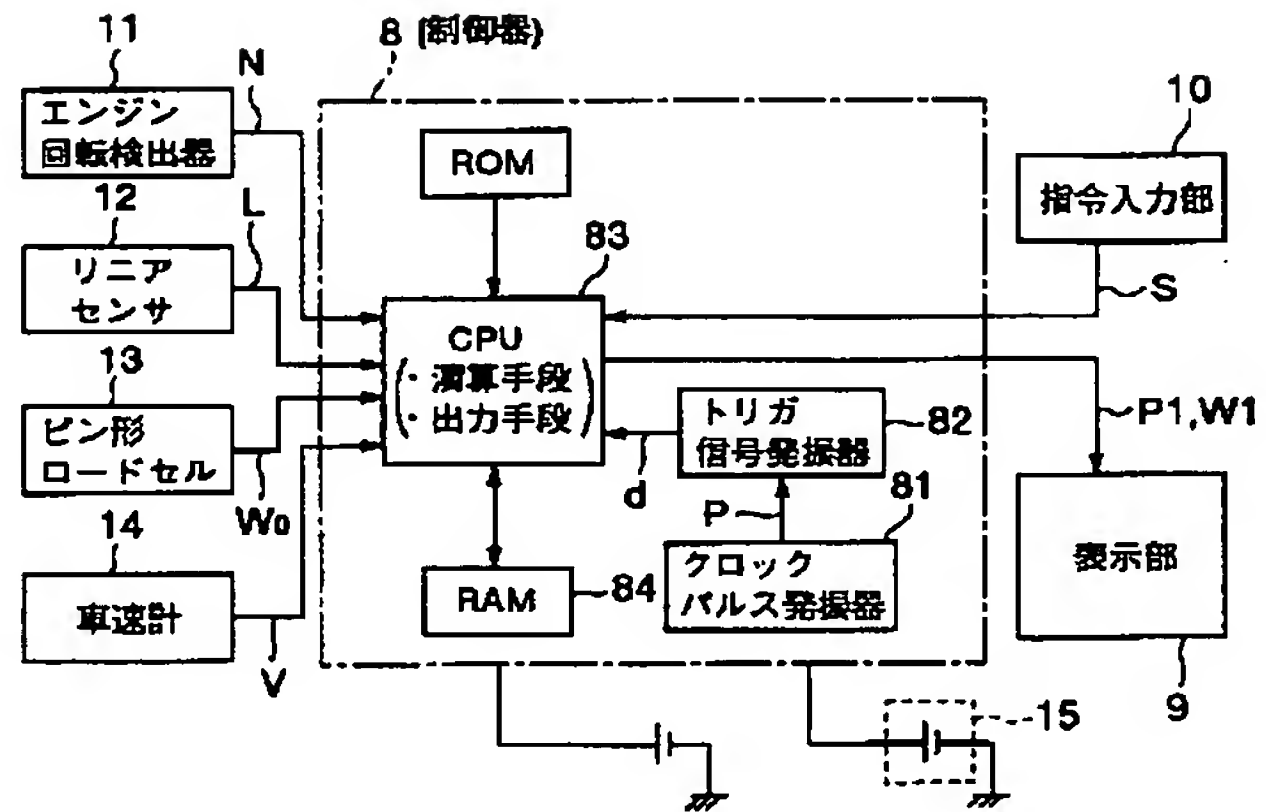 11
エンジン
回転検出器
N
12
リニア
センサ
L
13
ピン形
ロードセル
W0
14
車速計
V
8 (制御器)
ROM
83
CPU
・演算手段
・出力手段
RAM
84
トリガ
信号発振器
82
d
P
81
クロック
パルス発振器
10
指令入力部
S
P1,W1
表示部
9
15